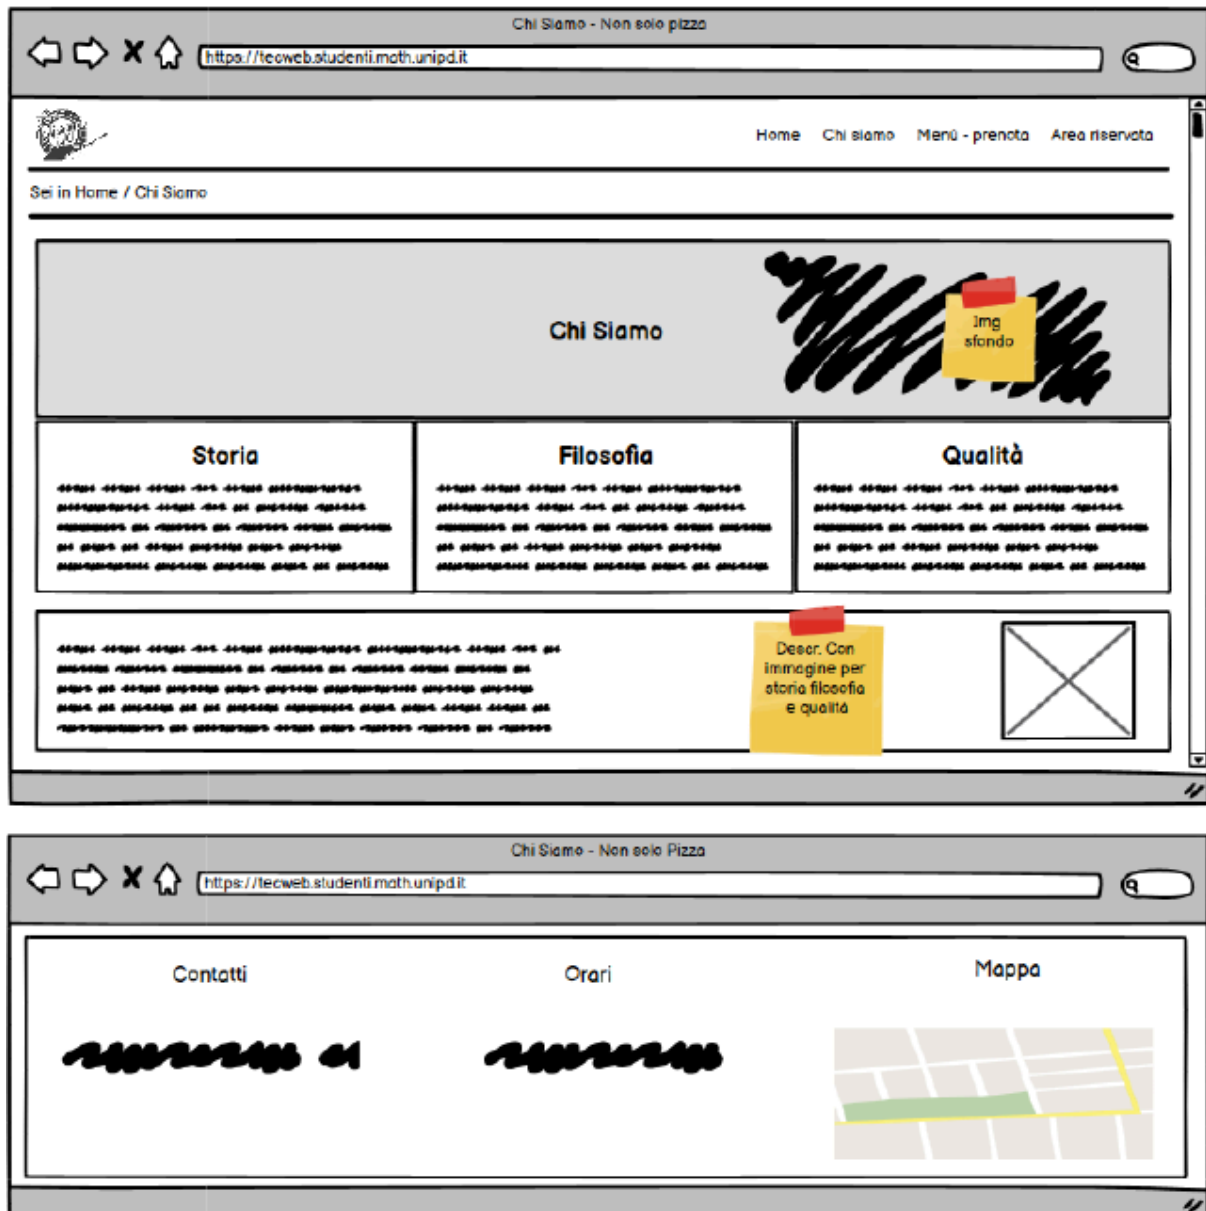 Chi Siamo - Non solo pizza
https://tecweb.studenti.math.unipd.it
Home Chi siamo Menù - prenota Area riservata
Sei in Home / Chi Siamo
Chi Siamo
Img
sfondo
Storia
Filosofia
Qualità
Descr. Con
immagine per
storia filosofia
e qualità
Chi Siamo - Non solo Pizza
https://tecweb.studenti.math.unipd.it
Contatti
Orari
Mappa